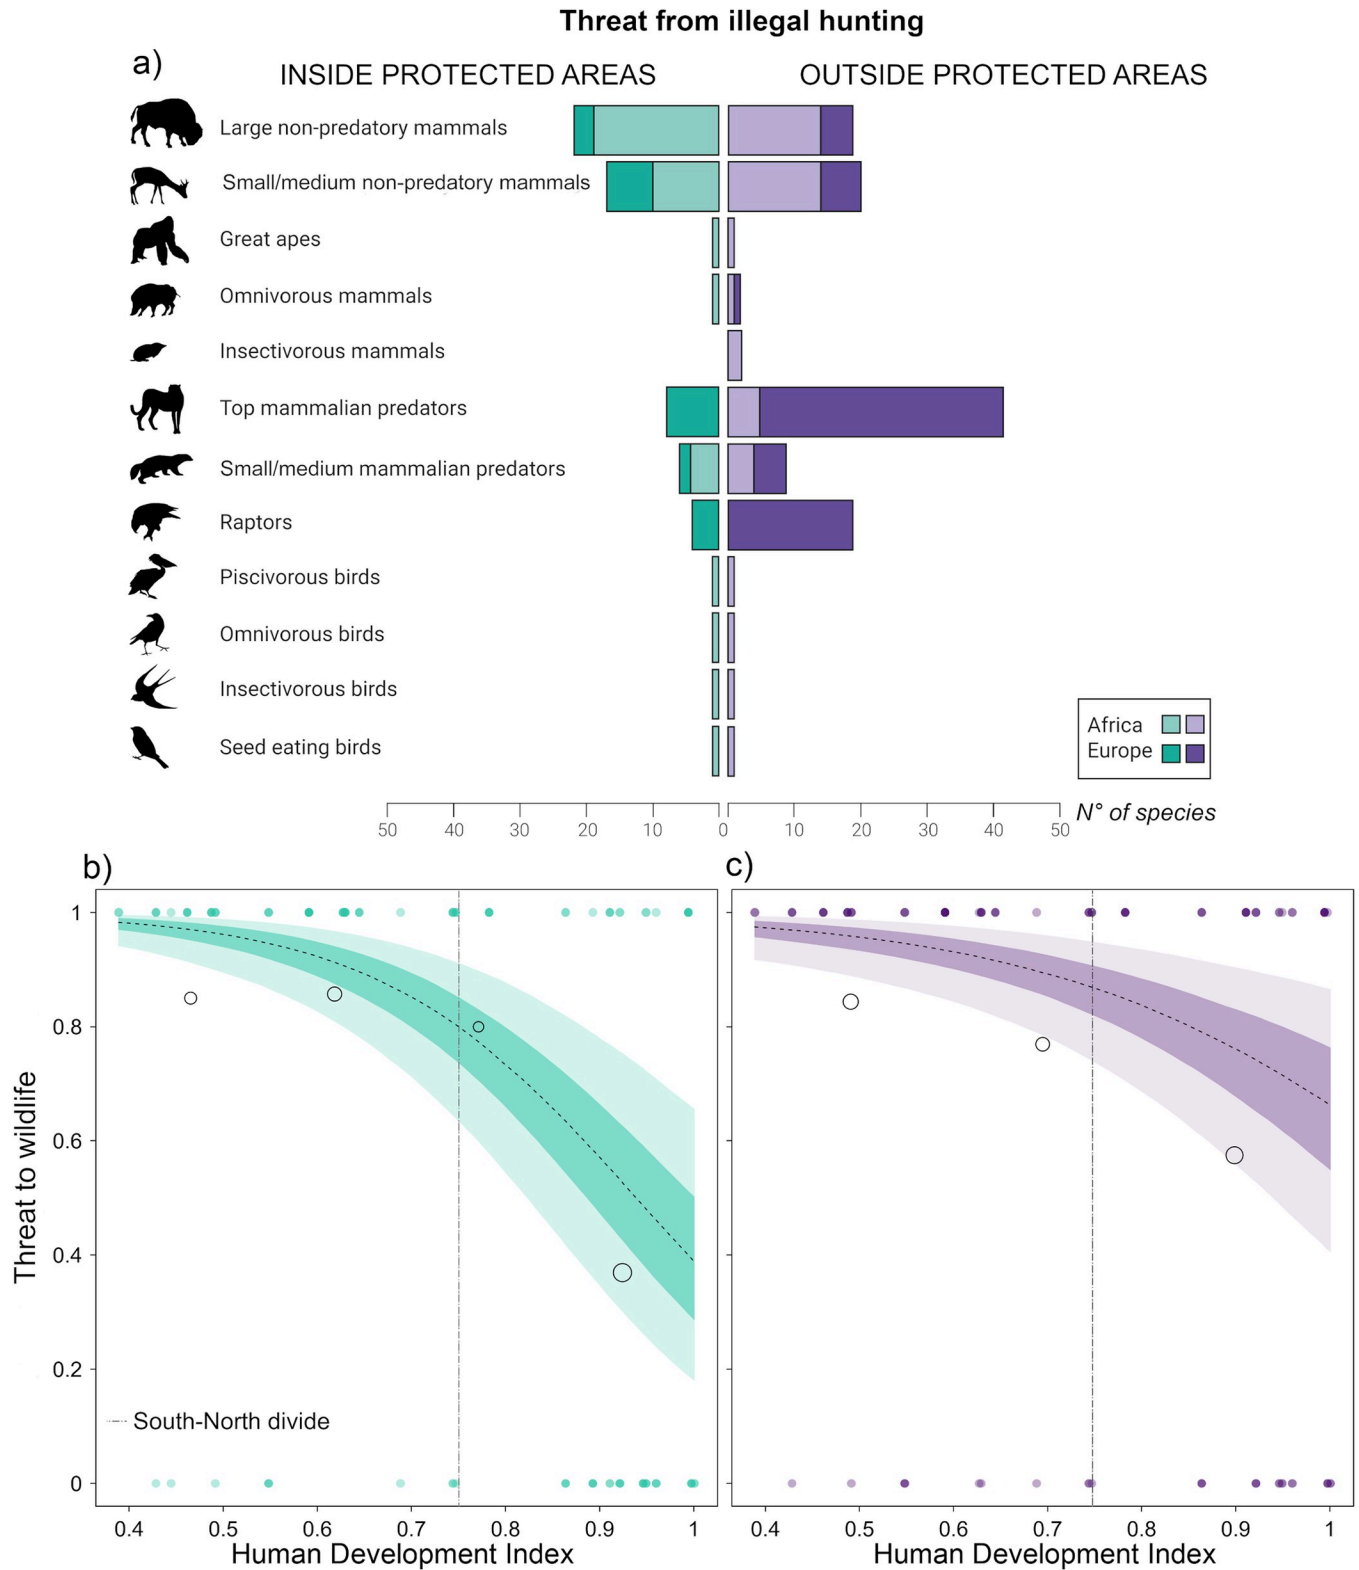 Threat from illegal hunting
a)
INSIDE PROTECTED AREAS
OUTSIDE PROTECTED AREAS
Large non-predatory mammals
Small/medium non-predatory mammals
Great apes
Omnivorous mammals
Insectivorous mammals
Top mammalian predators
Small/medium mammalian predators
Raptors
Piscivorous birds
Omnivorous birds
Insectivorous birds
Seed eating birds
Africa
Europe
50 40 30 20 10 0 10 20 30 40 50
N° of species
b)
c)
Threat to wildlife
1
0.8
0.6
0.4
0.2
0
South-North divide
0.4 0.5 0.6 0.7 0.8 0.9 1
0.4 0.5 0.6 0.7 0.8 0.9 1
Human Development Index
Human Development Index